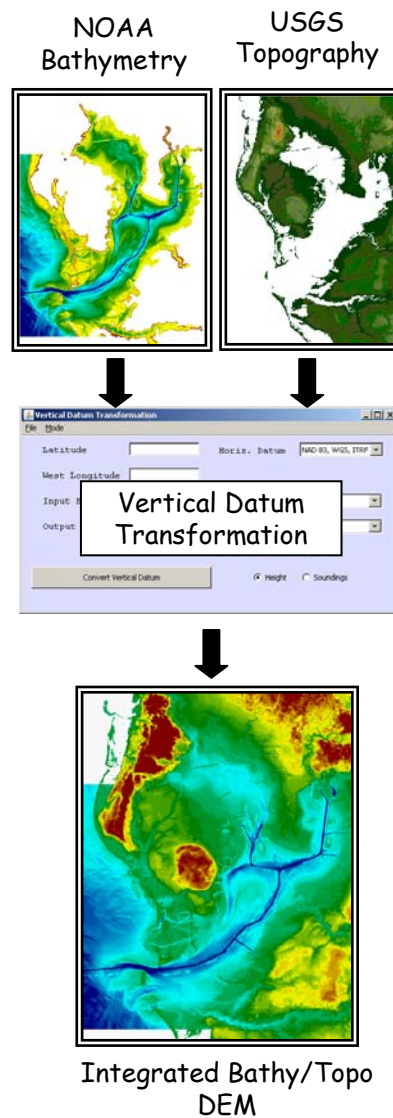 NOAA
Bathymetry
USGS
Topography
Vertical Datum Transformation
File Mode
Latitude
Horiz. Datum
NAD 83, WGS, ITRF
West Longitude
Input
Output
Vertical Datum
Transformation
Convert Vertical Datum
Height
Soundings
Integrated Bathy/Topo
DEM